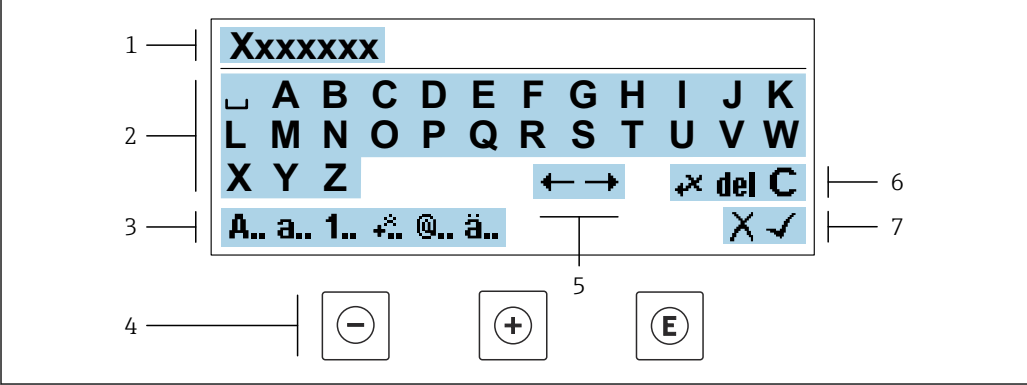 1 Xxxxxxx
␣ A B C D E F G H I J K
2 L M N O P Q R S T U V W
X Y Z ← → +x del C 6
3 A.. a.. 1.. +×.. @.. ä.. X ✓ 7
5
4 − + E